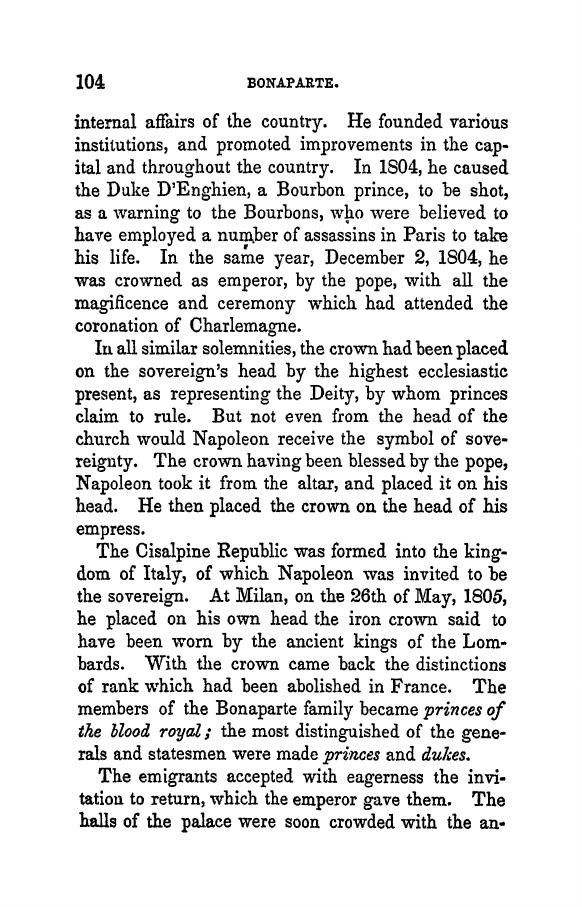 104 BONAPARTE.
internal affairs of the country. He founded various
institutions, and promoted improvements in the cap-
ital and throughout the country. In 1804, he caused
the Duke D'Enghien, a Bourbon prince, to be shot,
as a warning to the Bourbons, who were believed to
have employed a number of assassins in Paris to take
his life. In the same year, December 2, 1804, he
was crowned as emperor, by the pope, with all the
magificence and ceremony which had attended the
coronation of Charlemagne.
In all similar solemnities, the crown had been placed
on the sovereign's head by the highest ecclesiastic
present, as representing the Deity, by whom princes
claim to rule. But not even from the head of the
church would Napoleon receive the symbol of sove-
reignty. The crown having been blessed by the pope,
Napoleon took it from the altar, and placed it on his
head. He then placed the crown on the head of his
empress.
The Cisalpine Republic was formed into the king-
dom of Italy, of which Napoleon was invited to be
the sovereign. At Milan, on the 26th of May, 1805,
he placed on his own head the iron crown said to
have been worn by the ancient kings of the Lom-
bards. With the crown came back the distinctions
of rank which had been abolished in France. The
members of the Bonaparte family became princes of
the blood royal; the most distinguished of the gene-
rals and statesmen were made princes and dukes.
The emigrants accepted with eagerness the invi-
tation to return, which the emperor gave them. The
halls of the palace were soon crowded with the an-